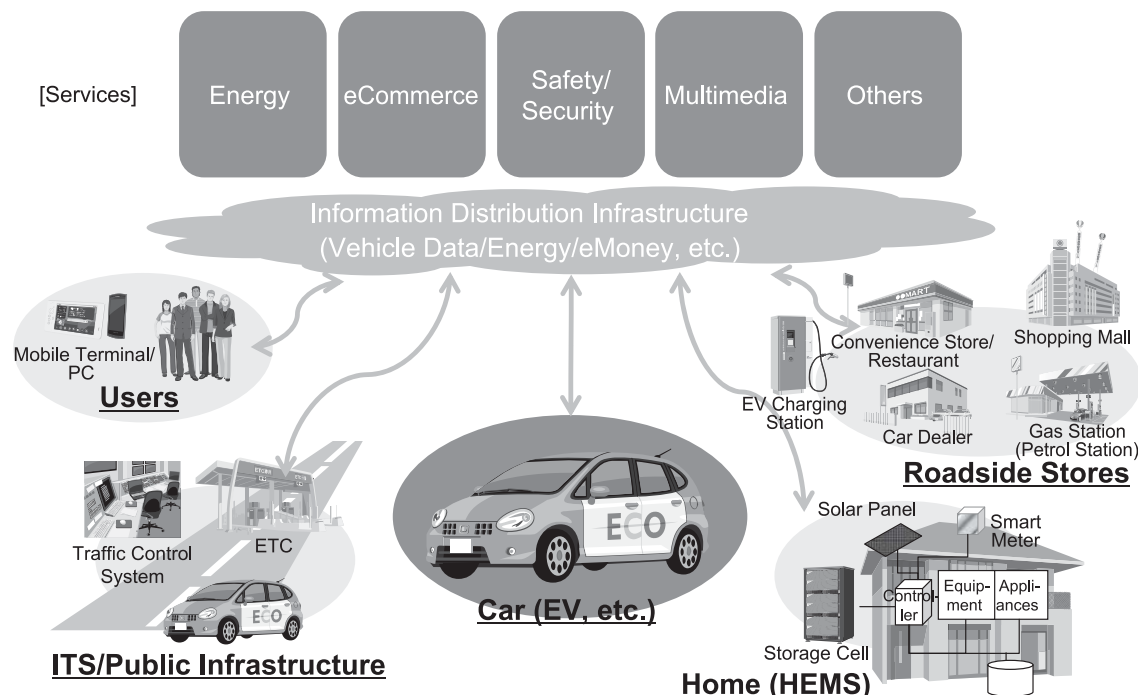 [Services]
Energy
eCommerce
Safety/
Security
Multimedia
Others
Information Distribution Infrastructure
(Vehicle Data/Energy/eMoney, etc.)
Mobile Terminal/
PC
Users
MART
Convenience Store/
Restaurant
Shopping Mall
EV Charging
Station
Car Dealer
Gas Station
(Petrol Station)
Roadside Stores
ETC
Traffic Control
System
ETC
ECO
ITS/Public Infrastructure
ECO
Car (EV, etc.)
Solar Panel
Smart
Meter
Control-
ler
Equip-
ment
Appli-
ances
Storage Cell
Home (HEMS)